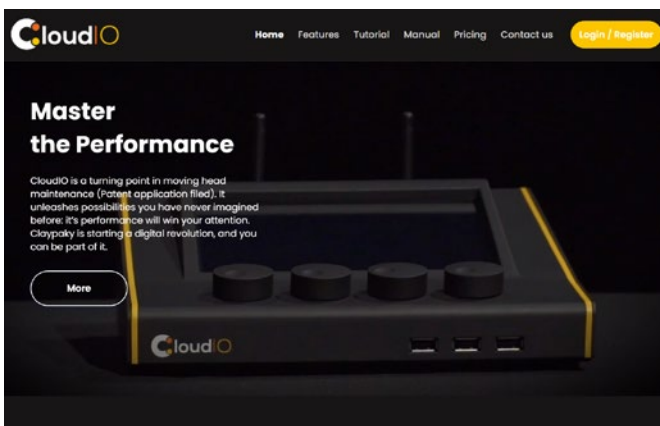 CloudIO
Home Features Tutorial Manual Pricing Contact us Login / Register
Master
the Performance
CloudIO is a turning point in moving head
maintenance (Patent application filed). It
unleashes possibilities you have never imagined
before: it's performance will win your attention.
Claypaky is starting a digital revolution, and you
can be part of it.
More
CloudIO